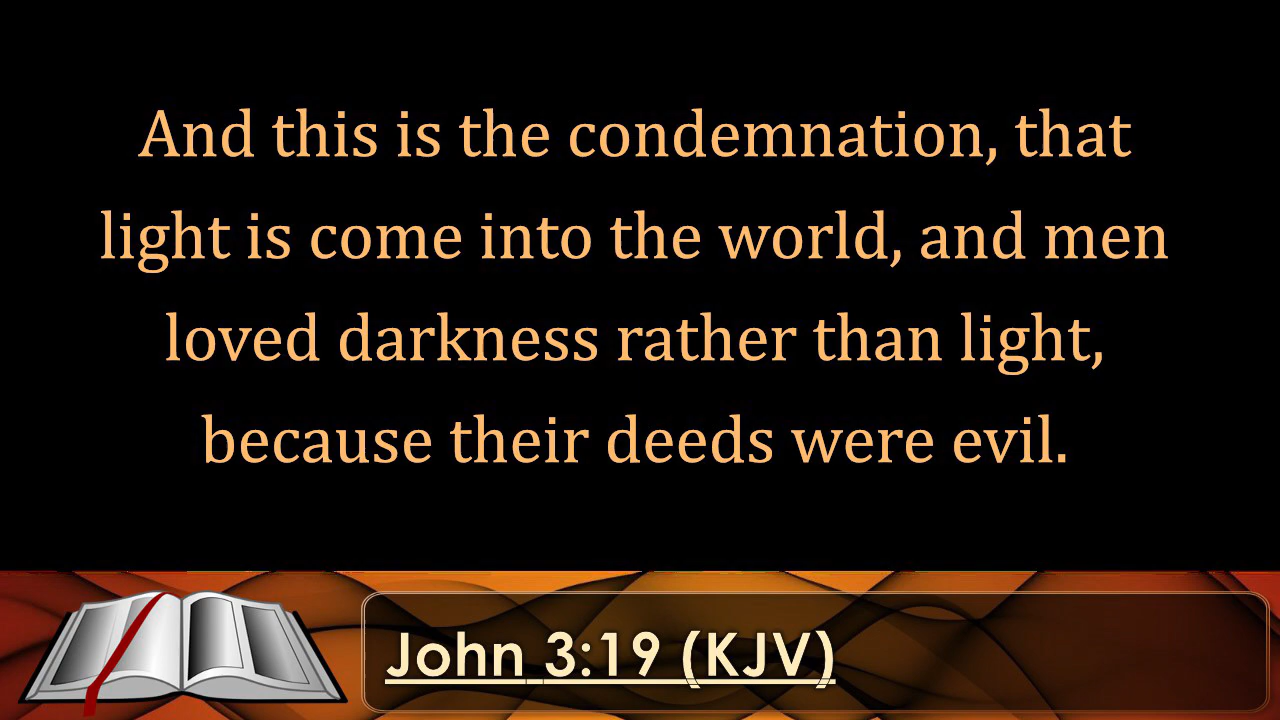 And this is the condemnation, that
light is come into the world, and men
loved darkness rather than light,
because their deeds were evil.
John 3:19 (KJV)